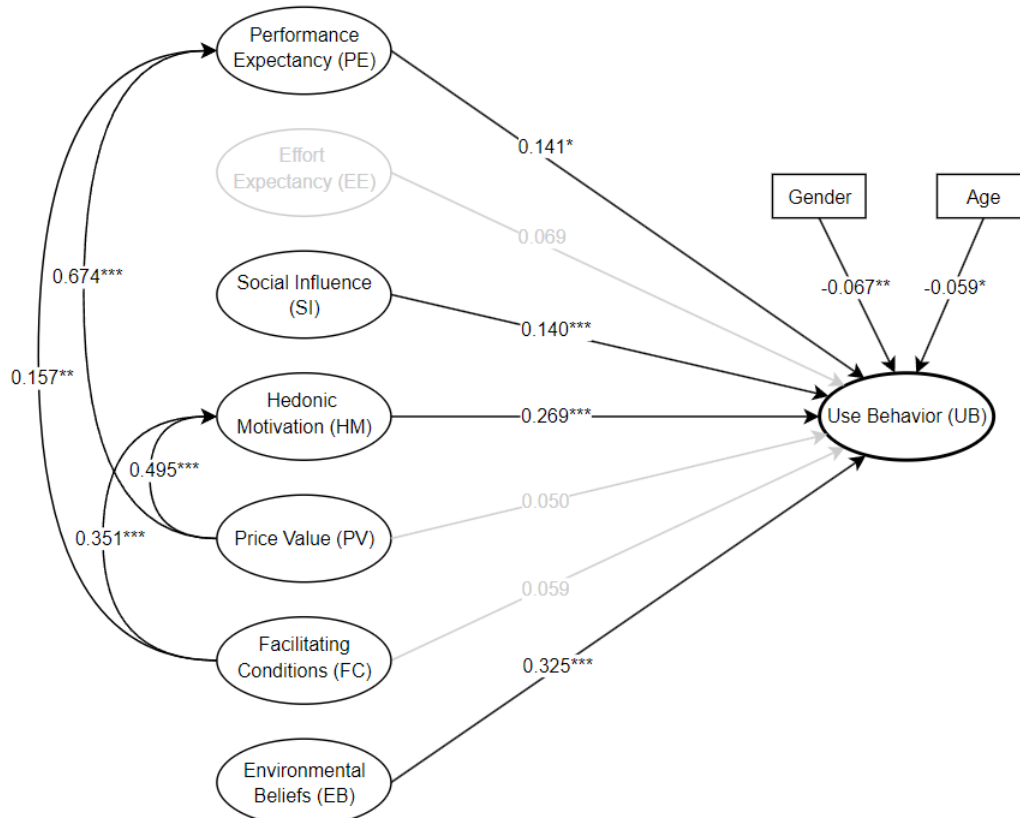 Performance
Expectancy (PE)
0.141*
Effort
Expectancy (EE)
Gender
Age
0.069
0.674***
Social Influence
(SI)
-0.067**
-0.059*
0.140***
0.157**
Hedonic
Motivation (HM)
0.269***
Use Behavior (UB)
0.495***
0.050
0.351***
Price Value (PV)
0.059
Facilitating
Conditions (FC)
0.325***
Environmental
Beliefs (EB)